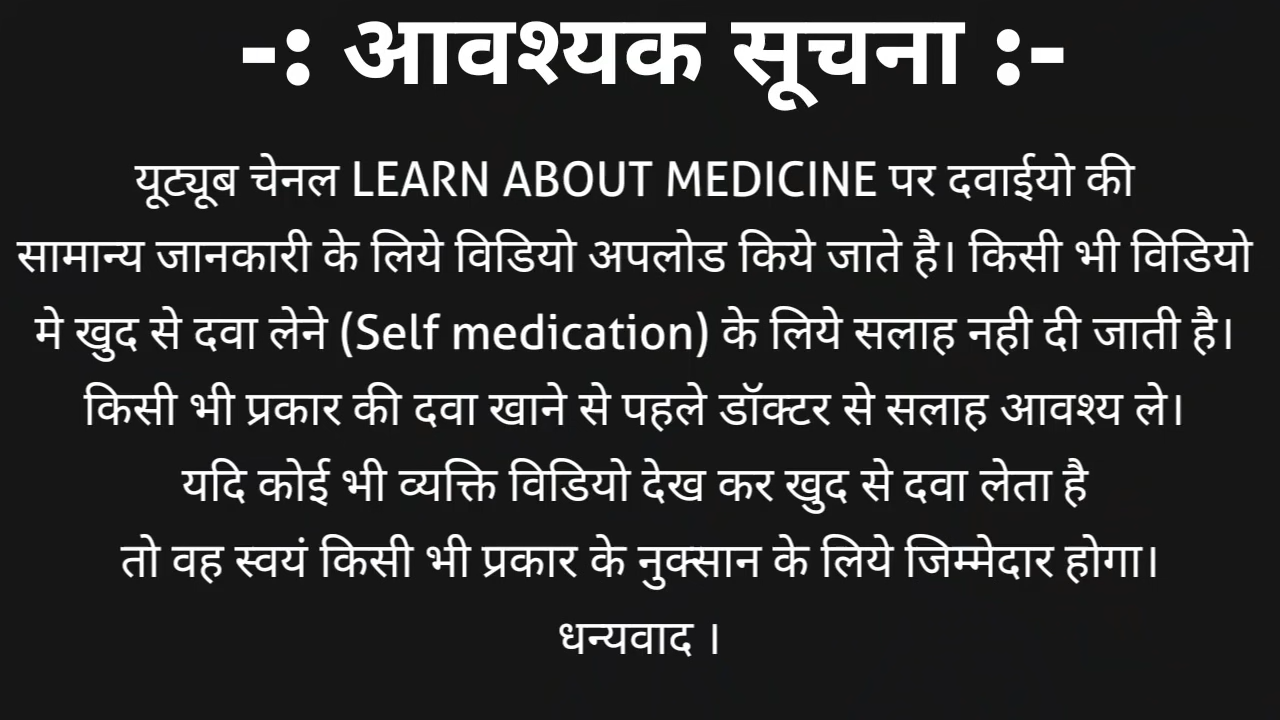 -: आवश्यक सूचना :-
यूट्यूब चेनल LEARN ABOUT MEDICINE पर दवाईयो की
सामान्य जानकारी के लिये विडियो अपलोड किये जाते है। किसी भी विडियो
मे खुद से दवा लेने (Self medication) के लिये सलाह नही दी जाती है।
किसी भी प्रकार की दवा खाने से पहले डॉक्टर से सलाह आवश्य ले।
यदि कोई भी व्यक्ति विडियो देख कर खुद से दवा लेता है
तो वह स्वयं किसी भी प्रकार के नुक्सान के लिये जिम्मेदार होगा।
धन्यवाद ।